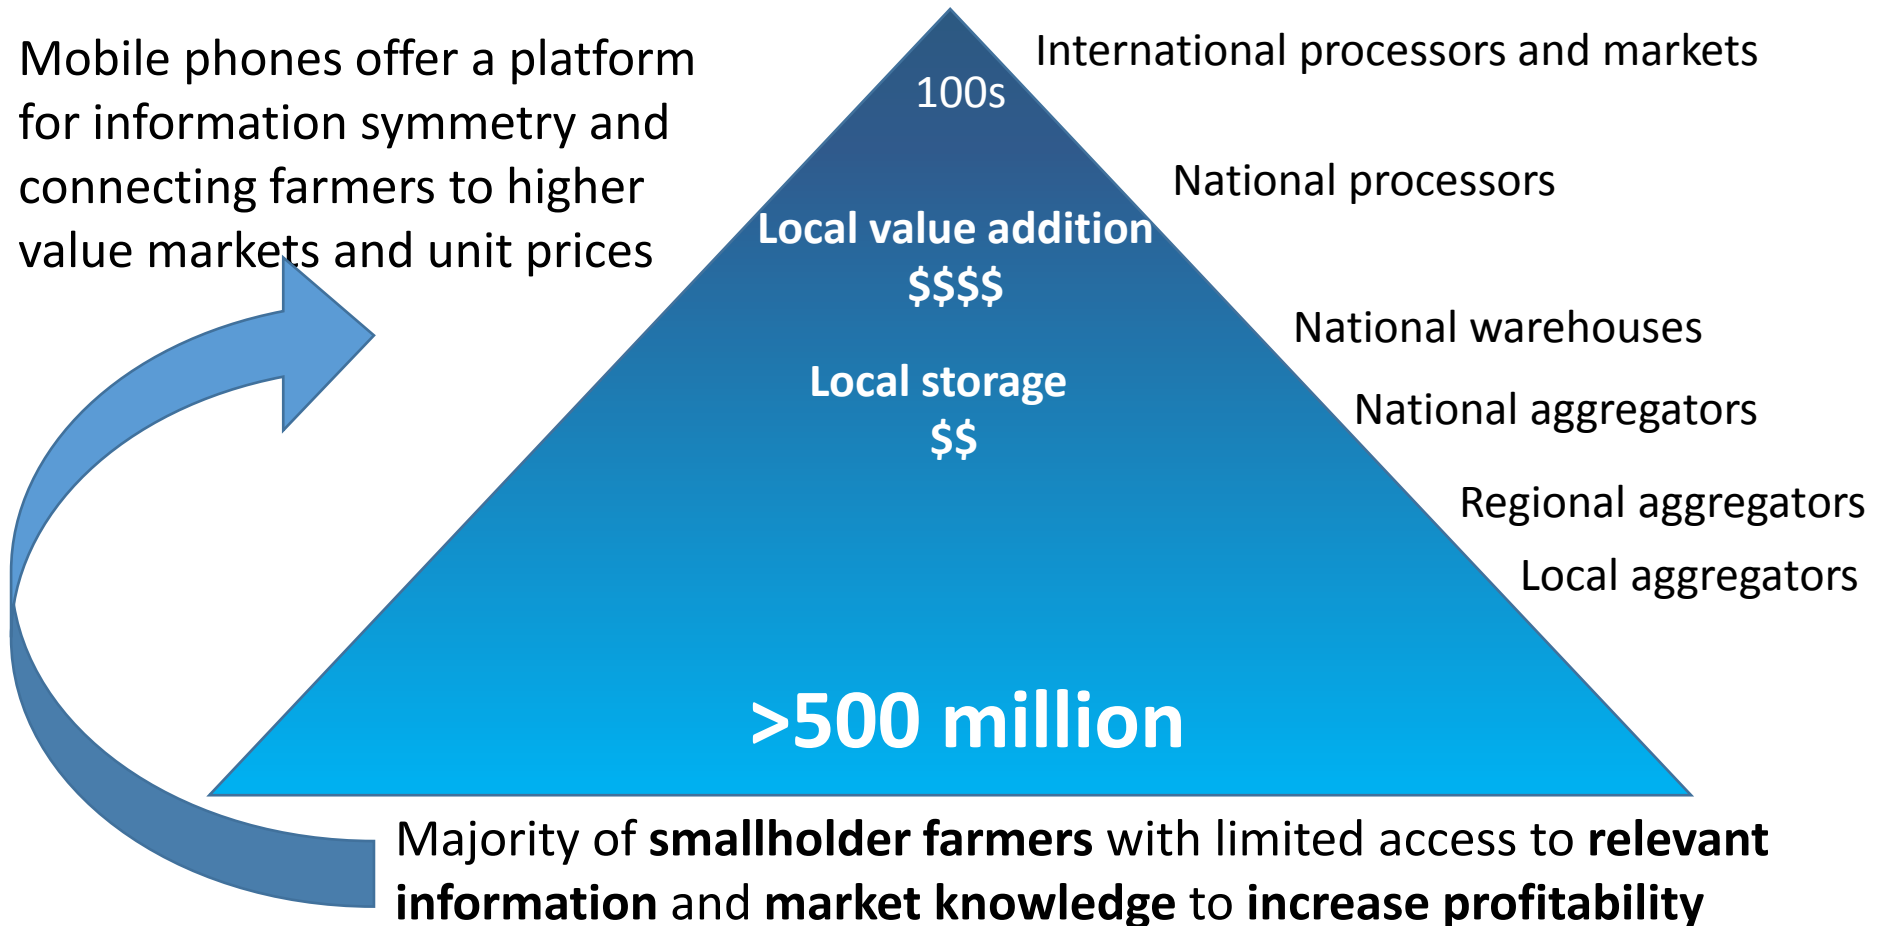 Mobile phones offer a platform
for information symmetry and
connecting farmers to higher
value markets and unit prices
100s
Local value addition
$$$$
Local storage
$$
>500 million
International processors and markets
National processors
National warehouses
National aggregators
Regional aggregators
Local aggregators
Majority of smallholder farmers with limited access to relevant
information and market knowledge to increase profitability